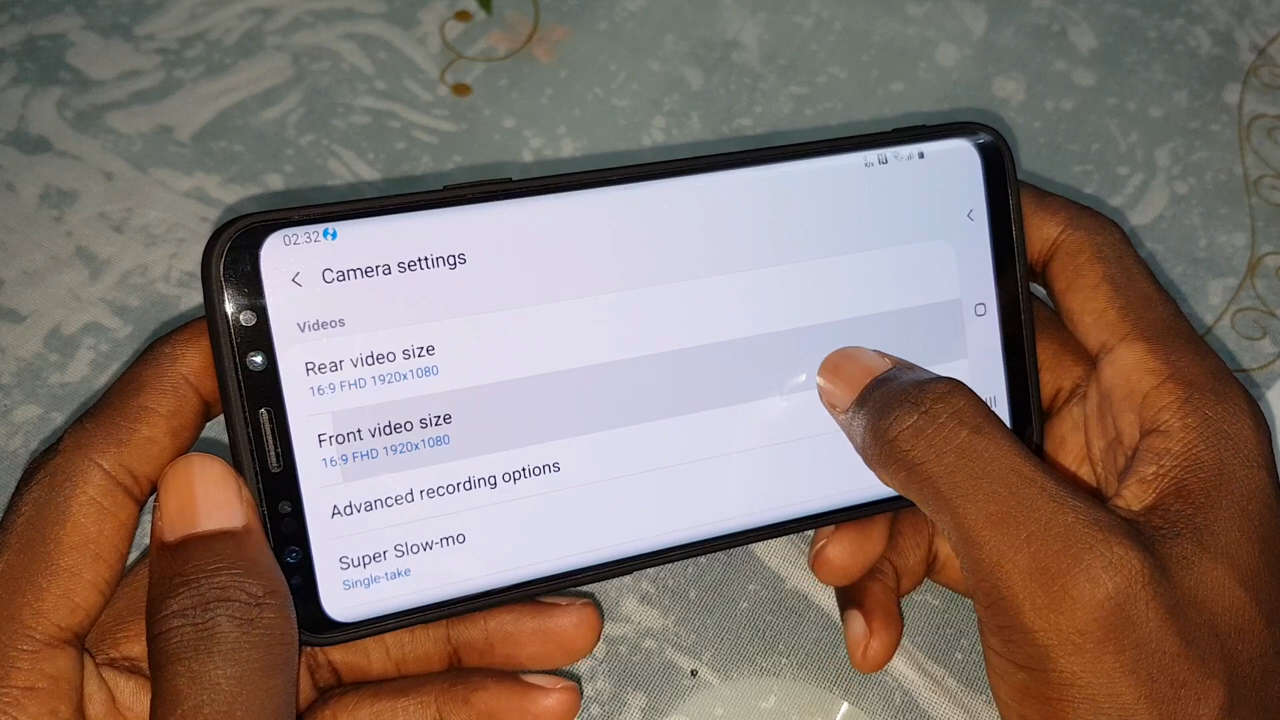 02:32
Camera settings
Videos
Rear video size
16:9 FHD 1920x1080
Front video size
16:9 FHD 1920x1080
Advanced recording options
Super Slow-mo
Single-take